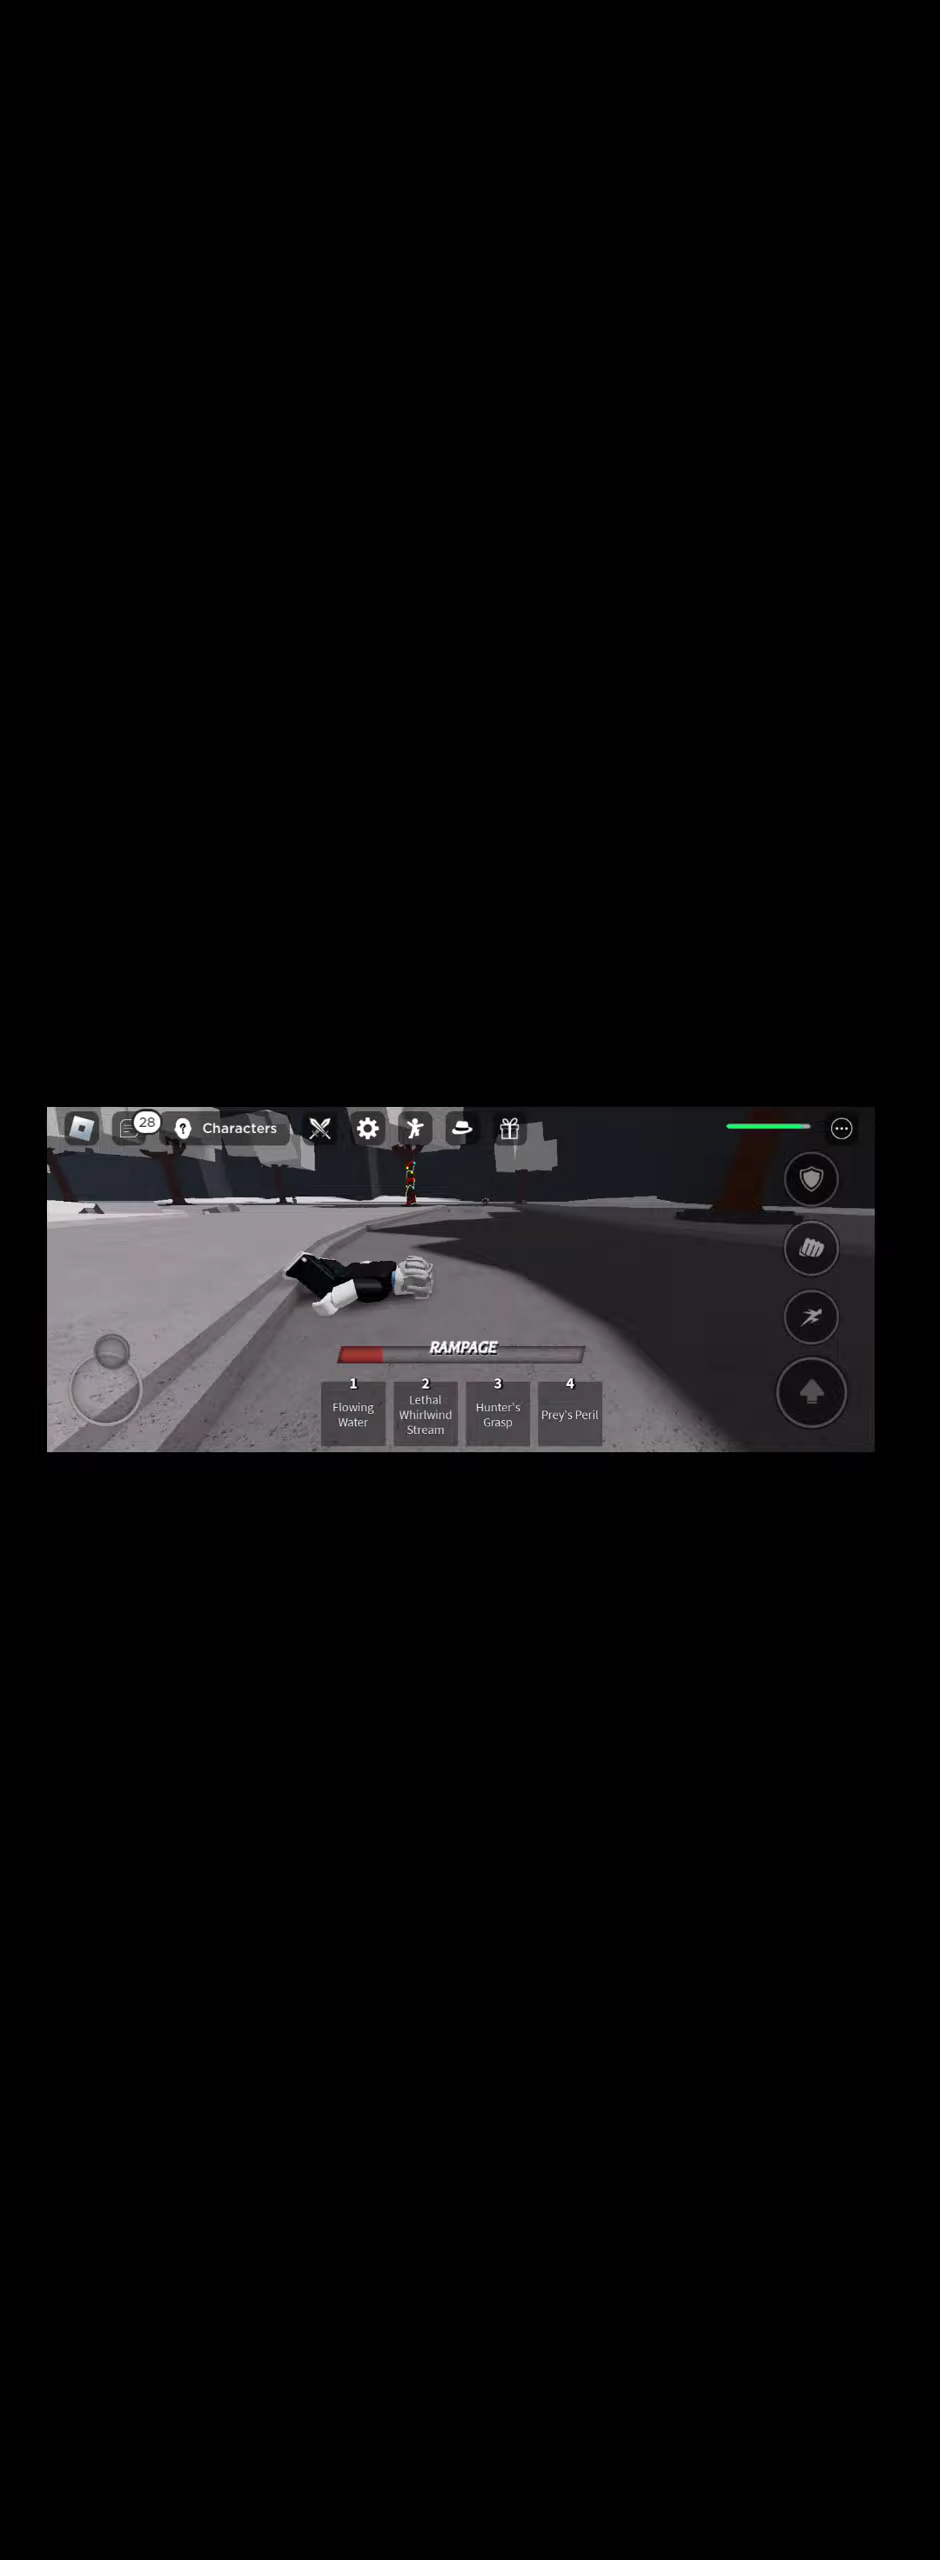 28
Characters
RAMPAGE
1
Flowing
Water
2
Lethal
Whirlwind
Stream
3
Hunter's
Grasp
4
Prey's Peril